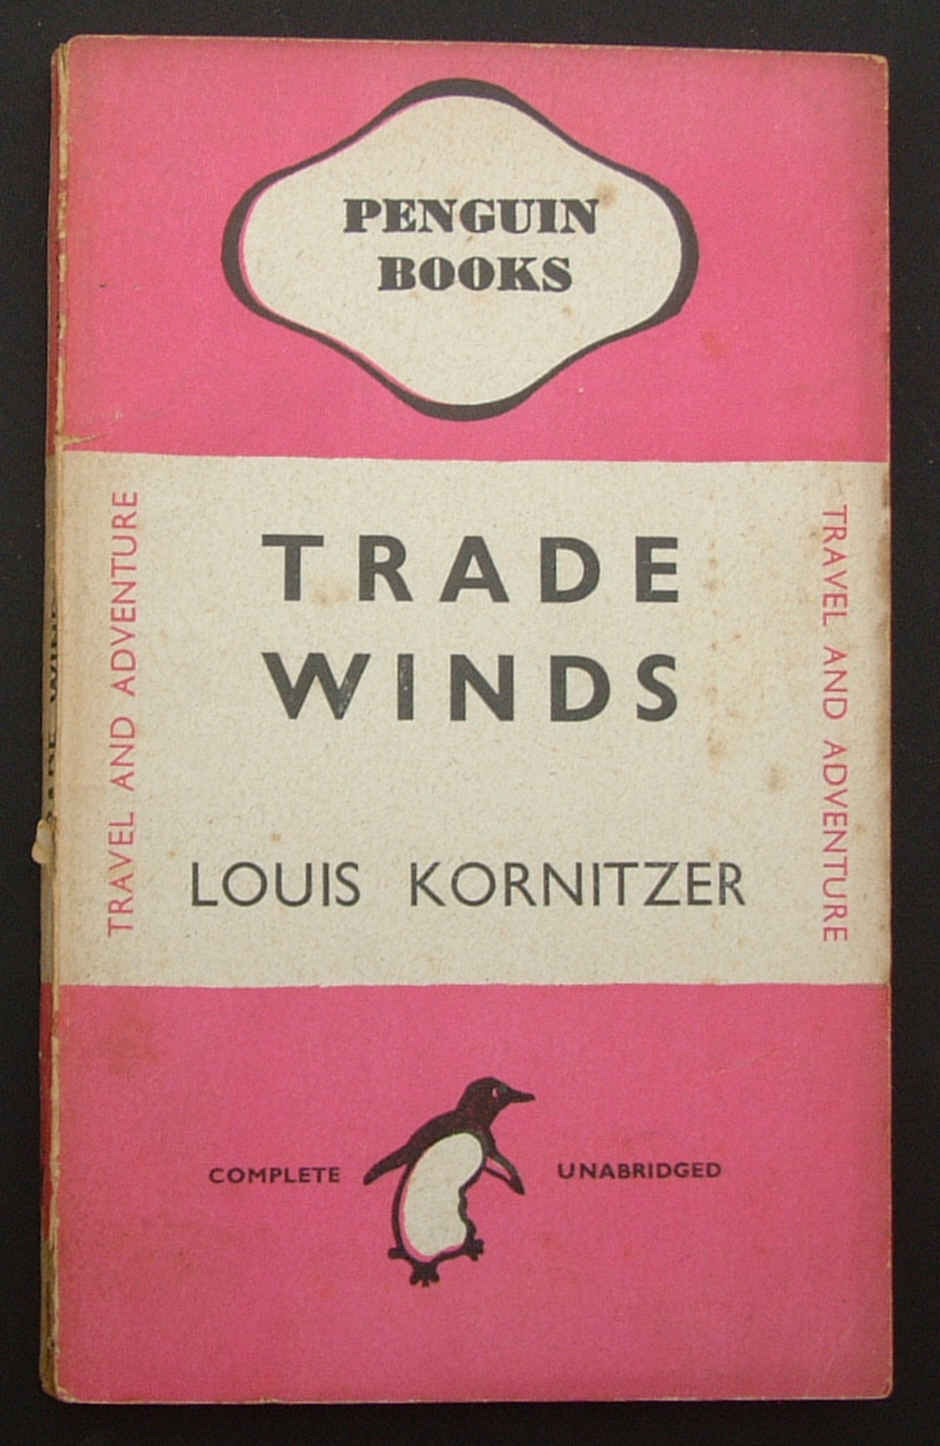 PENGUIN
BOOKS
TRAVEL AND ADVENTURE
TRADE
WINDS
LOUIS KORNITZER
TRAVEL AND ADVENTURE
COMPLETE
UNABRIDGED